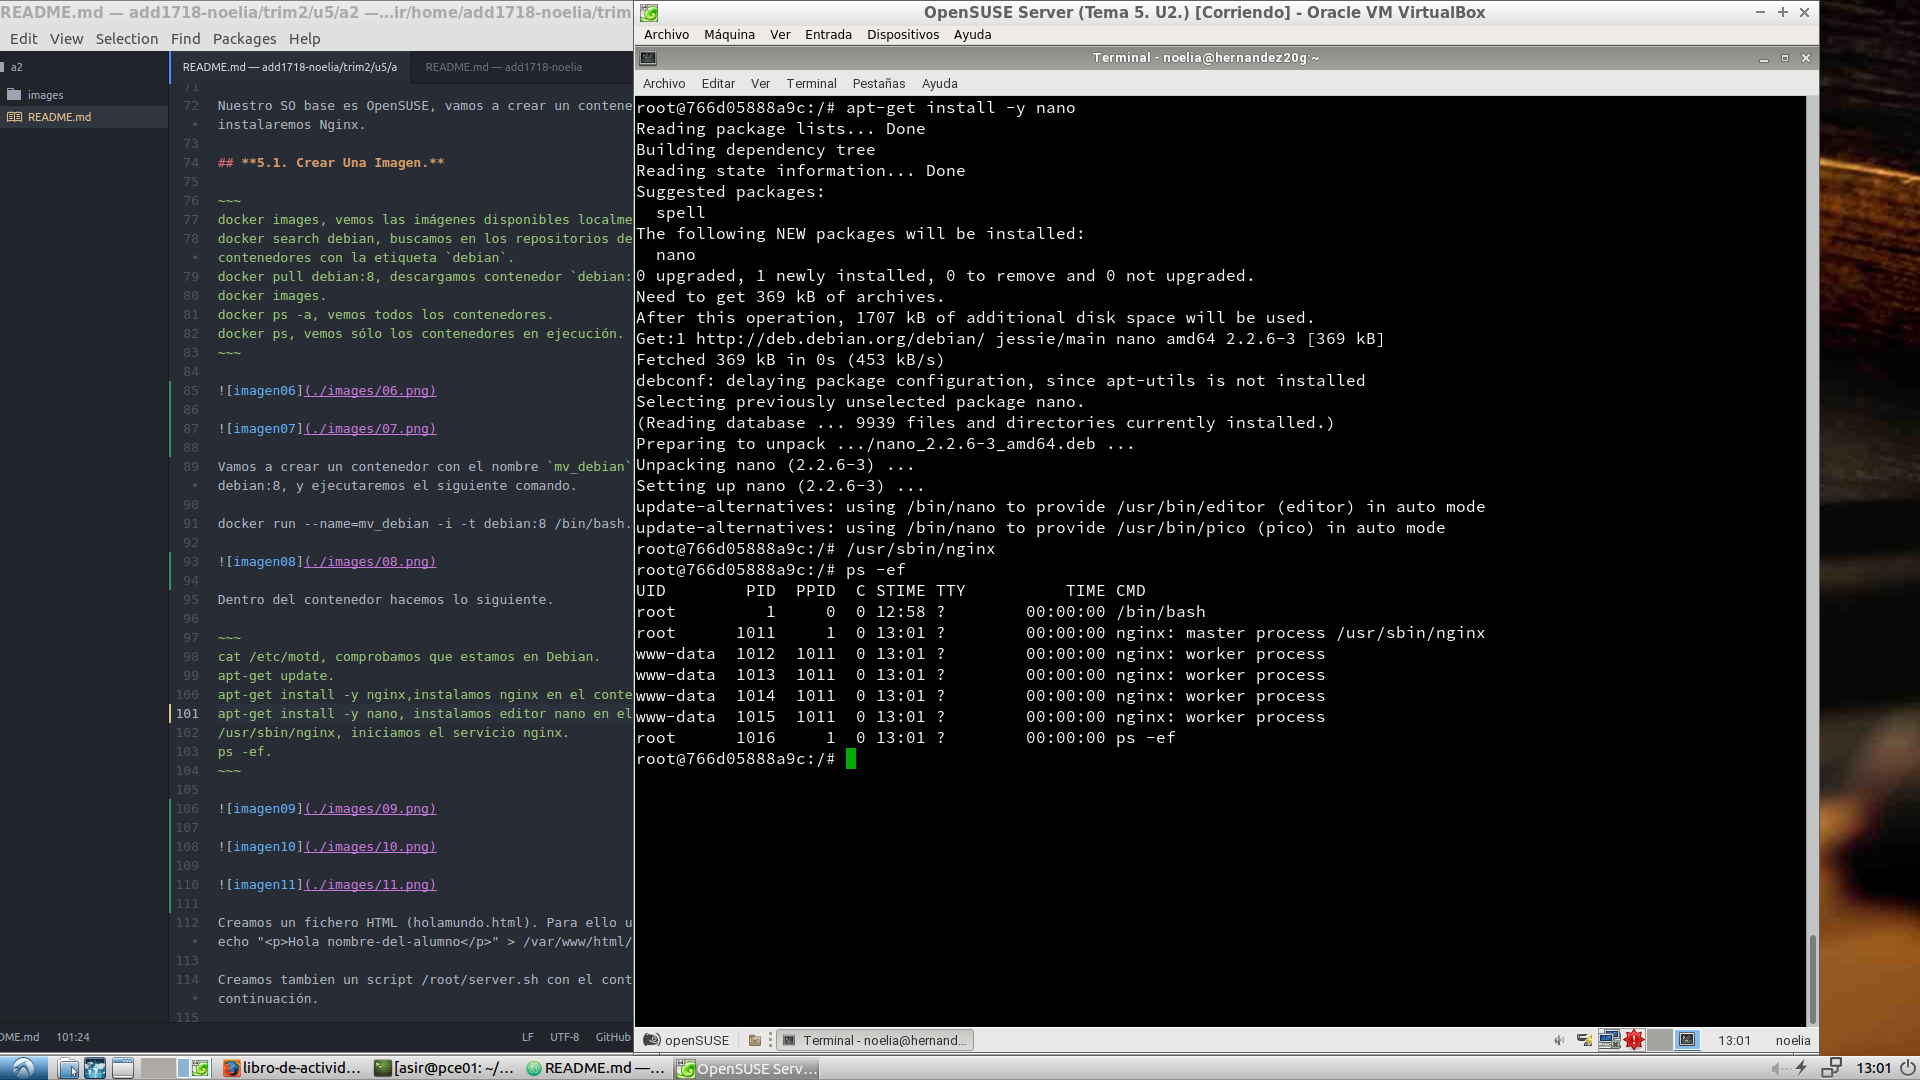 README.md — add1718-noelia/trim2/u5/a2 —...ir/home/add1718-noelia/trim
Edit View Selection Find Packages Help
a2
images
README.md
README.md — add1718-noelia/trim2/u5/a
README.md — add1718-noelia
71
72 Nuestro SO base es OpenSUSE, vamos a crear un contene
• instalaremos Nginx.
73
74 ## **5.1. Crear Una Imagen.**
75
76 ~~~
77 docker images, vemos las imágenes disponibles localme
78 docker search debian, buscamos en los repositorios de
• contenedores con la etiqueta `debian`.
79 docker pull debian:8, descargamos contenedor `debian:
80 docker images.
81 docker ps -a, vemos todos los contenedores.
82 docker ps, vemos sólo los contenedores en ejecución.
83 ~~~
84
85 ![imagen06](./images/06.png)
86
87 ![imagen07](./images/07.png)
88
89 Vamos a crear un contenedor con el nombre `mv_debian`
• debian:8, y ejecutaremos el siguiente comando.
90
91 docker run --name=mv_debian -i -t debian:8 /bin/bash.
92
93 ![imagen08](./images/08.png)
94
95 Dentro del contenedor hacemos lo siguiente.
96
97 ~~~
98 cat /etc/motd, comprobamos que estamos en Debian.
99 apt-get update.
100 apt-get install -y nginx,instalamos nginx en el conte
101 apt-get install -y nano, instalamos editor nano en el
102 /usr/sbin/nginx, iniciamos el servicio nginx.
103 ps -ef.
104 ~~~
105
106 ![imagen09](./images/09.png)
107
108 ![imagen10](./images/10.png)
109
110 ![imagen11](./images/11.png)
111
112 Creamos un fichero HTML (holamundo.html). Para ello u
• echo "<p>Hola nombre-del-alumno</p>" > /var/www/html/
113
114 Creamos tambien un script /root/server.sh con el cont
• continuación.
115
OME.md 101:24 LF UTF-8 GitHub
OpenSUSE Server (Tema 5. U2.) [Corriendo] - Oracle VM VirtualBox
Archivo Máquina Ver Entrada Dispositivos Ayuda
Terminal - noelia@hernandez20g:~
Archivo Editar Ver Terminal Pestañas Ayuda
root@766d05888a9c:/# apt-get install -y nano
Reading package lists... Done
Building dependency tree
Reading state information... Done
Suggested packages:
  spell
The following NEW packages will be installed:
  nano
0 upgraded, 1 newly installed, 0 to remove and 0 not upgraded.
Need to get 369 kB of archives.
After this operation, 1707 kB of additional disk space will be used.
Get:1 http://deb.debian.org/debian/ jessie/main nano amd64 2.2.6-3 [369 kB]
Fetched 369 kB in 0s (453 kB/s)
debconf: delaying package configuration, since apt-utils is not installed
Selecting previously unselected package nano.
(Reading database ... 9939 files and directories currently installed.)
Preparing to unpack .../nano_2.2.6-3_amd64.deb ...
Unpacking nano (2.2.6-3) ...
Setting up nano (2.2.6-3) ...
update-alternatives: using /bin/nano to provide /usr/bin/editor (editor) in auto mode
update-alternatives: using /bin/nano to provide /usr/bin/pico (pico) in auto mode
root@766d05888a9c:/# /usr/sbin/nginx
root@766d05888a9c:/# ps -ef
UID        PID  PPID  C STIME TTY          TIME CMD
root         1     0  0 12:58 ?        00:00:00 /bin/bash
root      1011     1  0 13:01 ?        00:00:00 nginx: master process /usr/sbin/nginx
www-data  1012  1011  0 13:01 ?        00:00:00 nginx: worker process
www-data  1013  1011  0 13:01 ?        00:00:00 nginx: worker process
www-data  1014  1011  0 13:01 ?        00:00:00 nginx: worker process
www-data  1015  1011  0 13:01 ?        00:00:00 nginx: worker process
root      1016     1  0 13:01 ?        00:00:00 ps -ef
root@766d05888a9c:/#
openSUSE Terminal - noelia@hernand... 13:01 noelia
libro-de-activid... [asir@pce01: ~/... README.md —... OpenSUSE Serv... 13:01